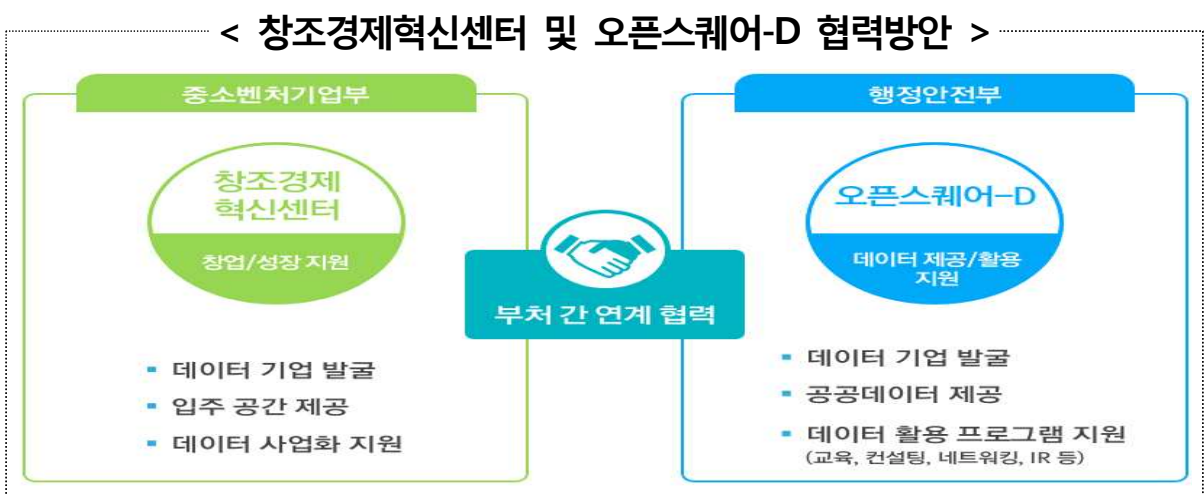 < 창조경제혁신센터 및 오픈스퀘어-D 협력방안 >
중소벤처기업부
창조경제
혁신센터
창업/성장 지원
▪ 데이터 기업 발굴
▪ 입주 공간 제공
▪ 데이터 사업화 지원
부처 간 연계 협력
행정안전부
오픈스퀘어-D
데이터 제공/활용
지원
▪ 데이터 기업 발굴
▪ 공공데이터 제공
▪ 데이터 활용 프로그램 지원
(교육, 컨설팅, 네트워킹, IR 등)